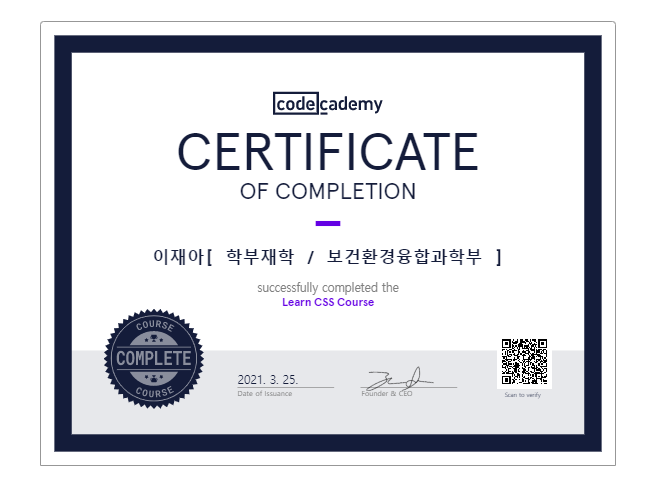 codecademy
CERTIFICATE
OF COMPLETION
이재아[ 학부재학 / 보건환경융합과학부 ]
successfully completed the
Learn CSS Course
COURSE
COMPLETE
COURSE
2021. 3. 25.
Date of Issuance
Founder & CEO
Scan to verify